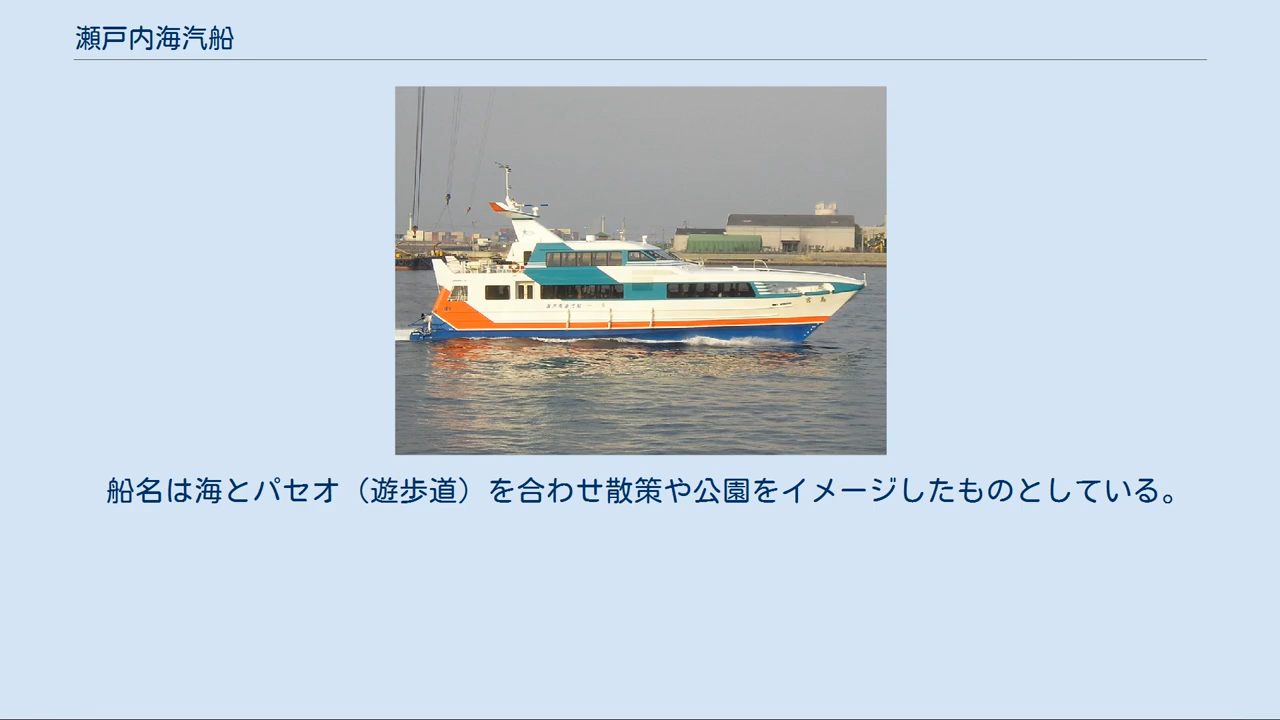 瀬戸内海汽船
宮島
船名は海とパセオ（遊歩道）を合わせ散策や公園をイメージしたものとしている。